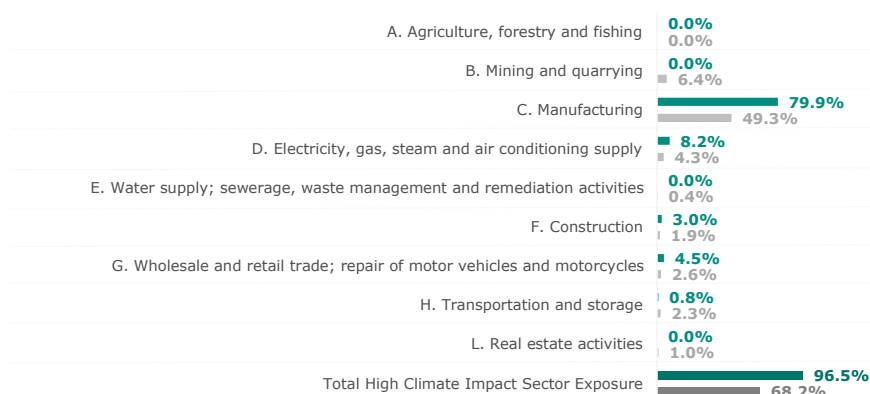 A. Agriculture, forestry and fishing 0.0%
0.0%
B. Mining and quarrying 0.0%
6.4%
C. Manufacturing 79.9%
49.3%
D. Electricity, gas, steam and air conditioning supply 8.2%
4.3%
E. Water supply; sewerage, waste management and remediation activities 0.0%
0.4%
F. Construction 3.0%
1.9%
G. Wholesale and retail trade; repair of motor vehicles and motorcycles 4.5%
2.6%
H. Transportation and storage 0.8%
2.3%
L. Real estate activities 0.0%
1.0%
Total High Climate Impact Sector Exposure 96.5%
68.2%